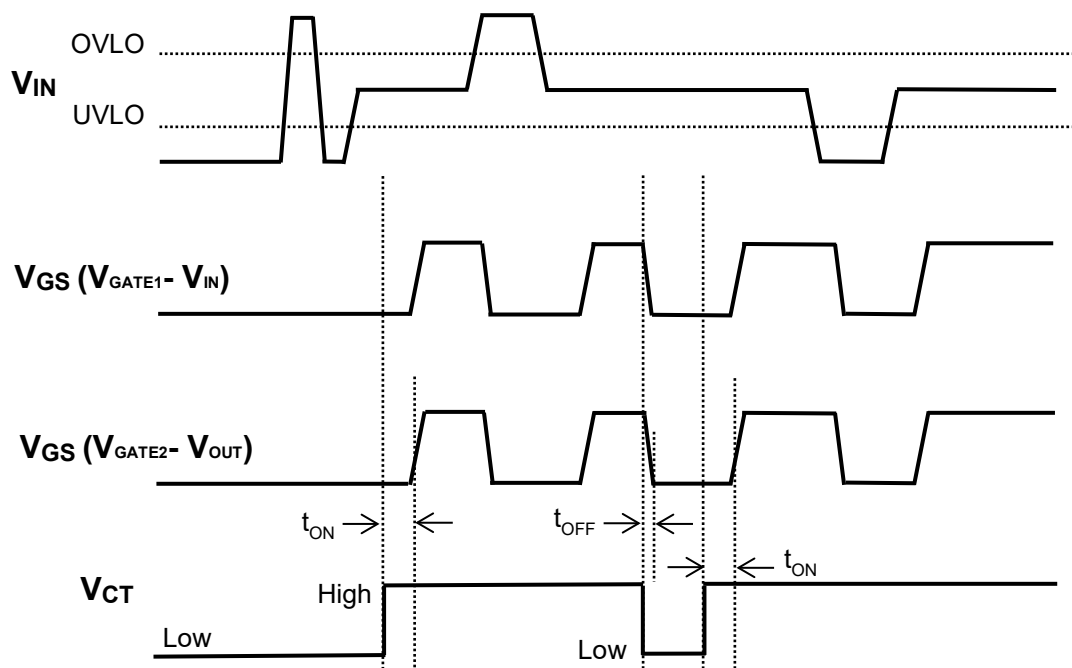 OVLO
VIN
UVLO
VGS (VGATE1- VIN)
VGS (VGATE2- VOUT)
tON
tOFF
tON
VCT
High
Low
Low